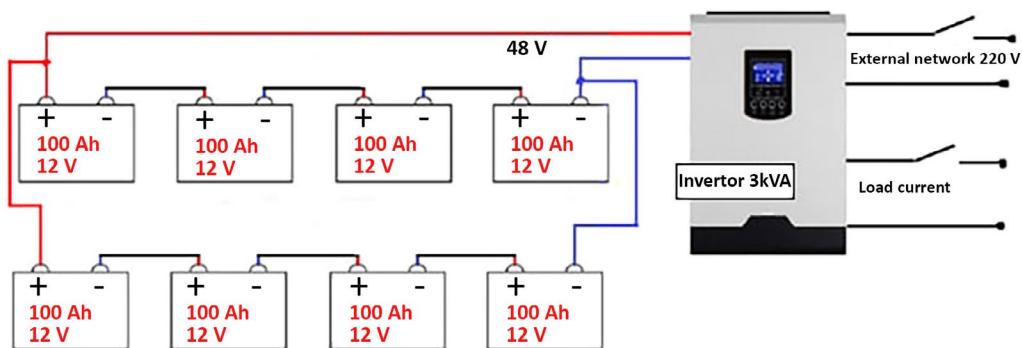 48 V
External network 220 V
+ - + - + - + -
100 Ah 100 Ah 100 Ah 100 Ah
12 V 12 V 12 V 12 V
Invertor 3kVA
Load current
+ - + - + - + -
100 Ah 100 Ah 100 Ah 100 Ah
12 V 12 V 12 V 12 V